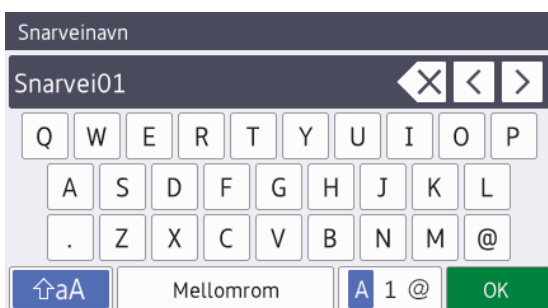 Snarveinavn
Snarvei01
Q W E R T Y U I O P
A S D F G H J K L
. Z X C V B N M @
aA Mellomrom A 1 @ OK